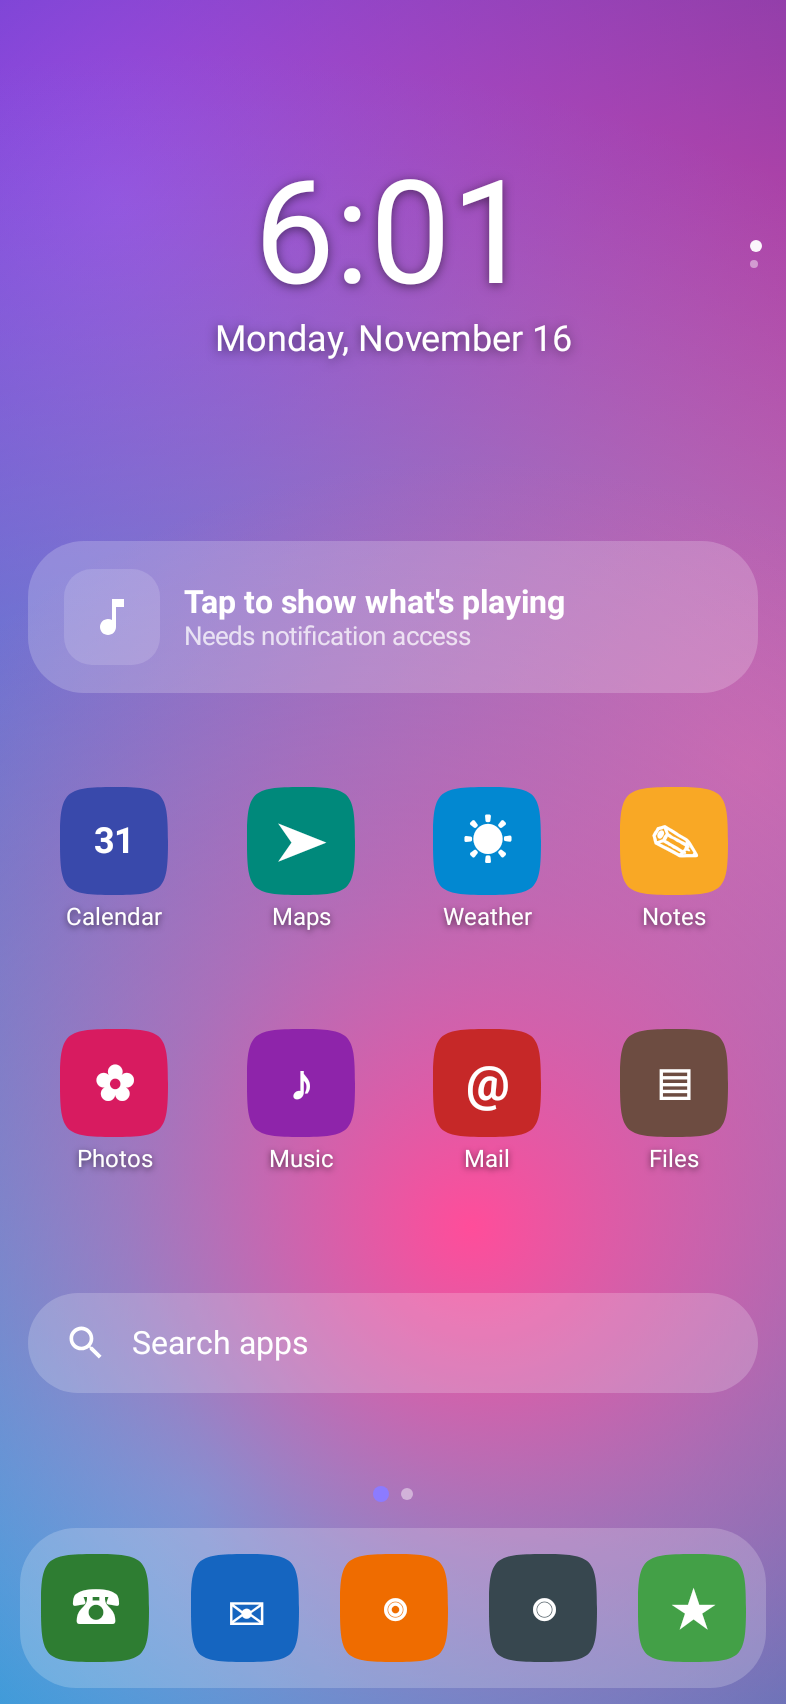 6:01
Monday, November 16
Tap to show what's playing
Needs notification access
31
Calendar
Maps
Weather
Notes
Photos
Music
@
Mail
Files
Search apps